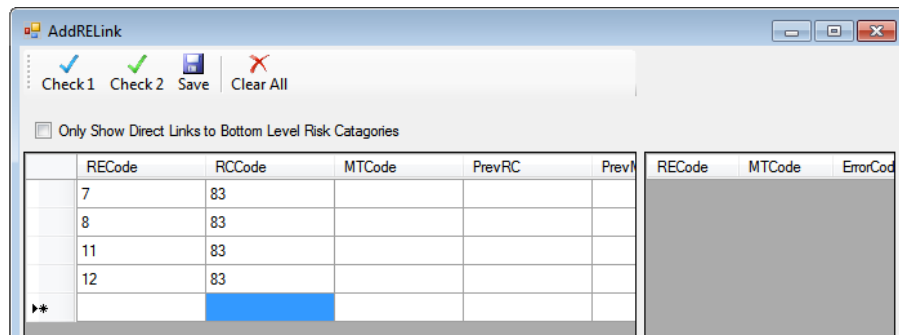 AddRELink
Check 1 Check 2 Save Clear All
Only Show Direct Links to Bottom Level Risk Catagories
RECode RCCode MTCode PrevRC RECode MTCode
7 83
8 83
11 83
12 83